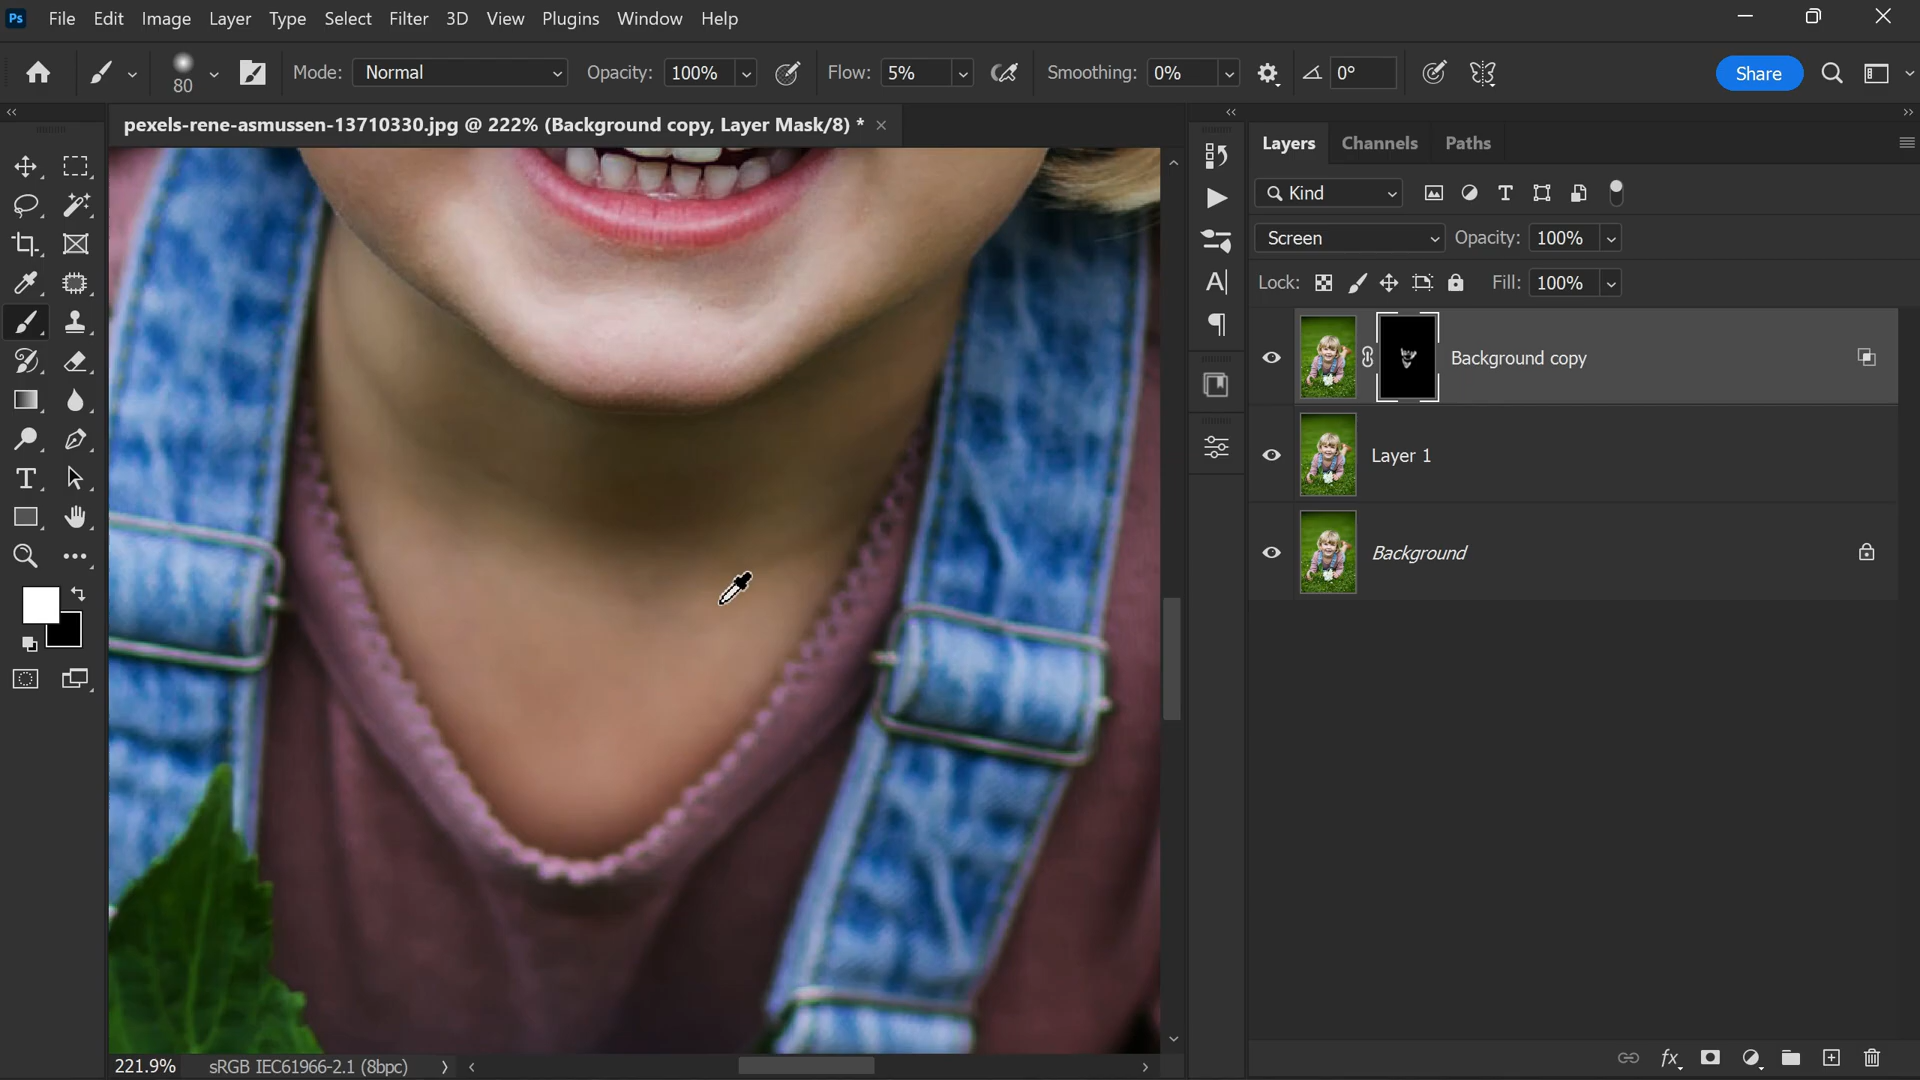 Ps File Edit Image Layer Type Select Filter 3D View Plugins Window Help
80 Mode: Normal Opacity: 100% Flow: 5% Smoothing: 0% 0° Share
pexels-rene-asmussen-13710330.jpg @ 222% (Background copy, Layer Mask/8) *
Layers Channels Paths
Kind
Screen Opacity: 100%
Lock: Fill: 100%
Background copy
Layer 1
Background
221.9% sRGB IEC61966-2.1 (8bpc)